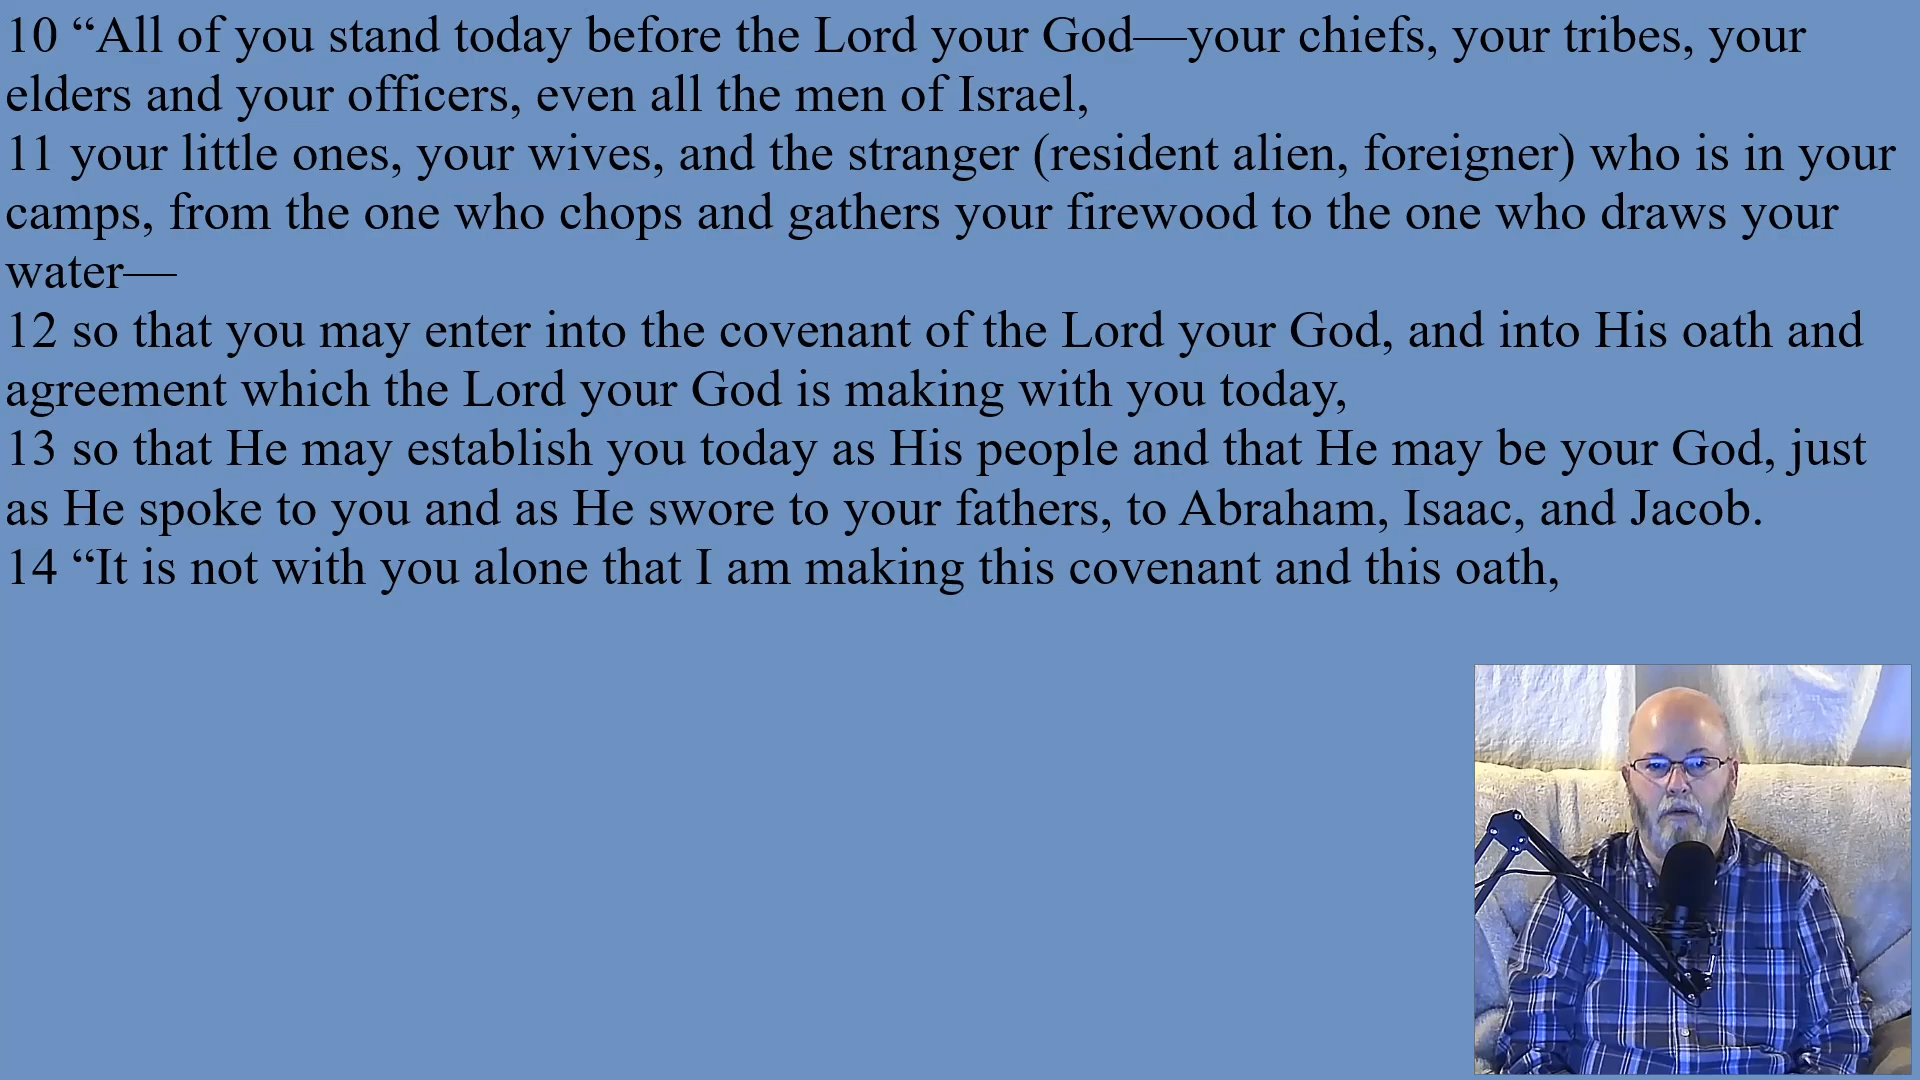 10 “All of you stand today before the Lord your God—your chiefs, your tribes, your
elders and your officers, even all the men of Israel,
11 your little ones, your wives, and the stranger (resident alien, foreigner) who is in your
camps, from the one who chops and gathers your firewood to the one who draws your
water—
12 so that you may enter into the covenant of the Lord your God, and into His oath and
agreement which the Lord your God is making with you today,
13 so that He may establish you today as His people and that He may be your God, just
as He spoke to you and as He swore to your fathers, to Abraham, Isaac, and Jacob.
14 “It is not with you alone that I am making this covenant and this oath,